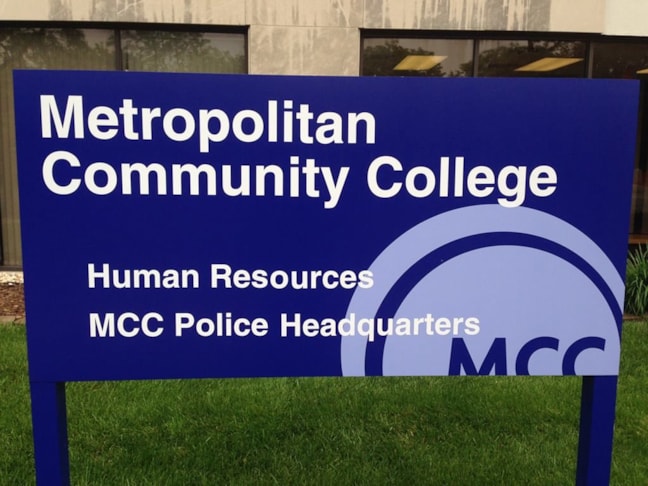 Metropolitan
Community College
Human Resources
MCC Police Headquarters
MCC